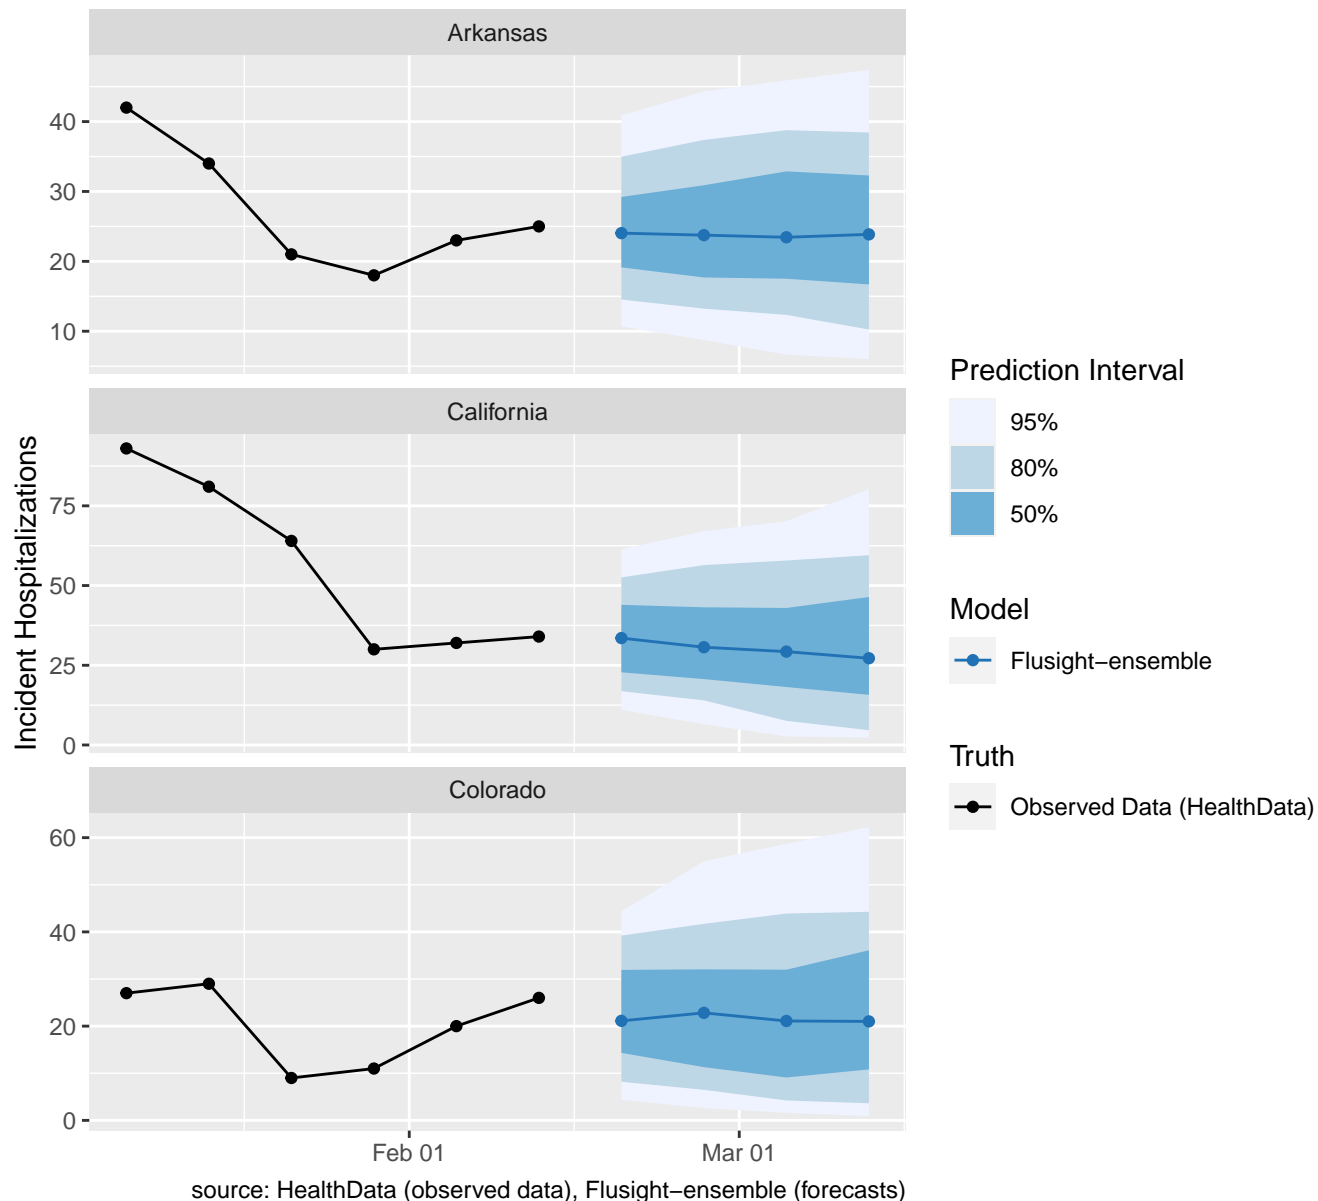 Arkansas
40
30
20
10
California
75
50
25
0
Colorado
60
40
20
0
Feb 01
Mar 01
Incident Hospitalizations
source: HealthData (observed data), Flusight−ensemble (forecasts)
Prediction Interval
95%
80%
50%
Model
Flusight−ensemble
Truth
Observed Data (HealthData)